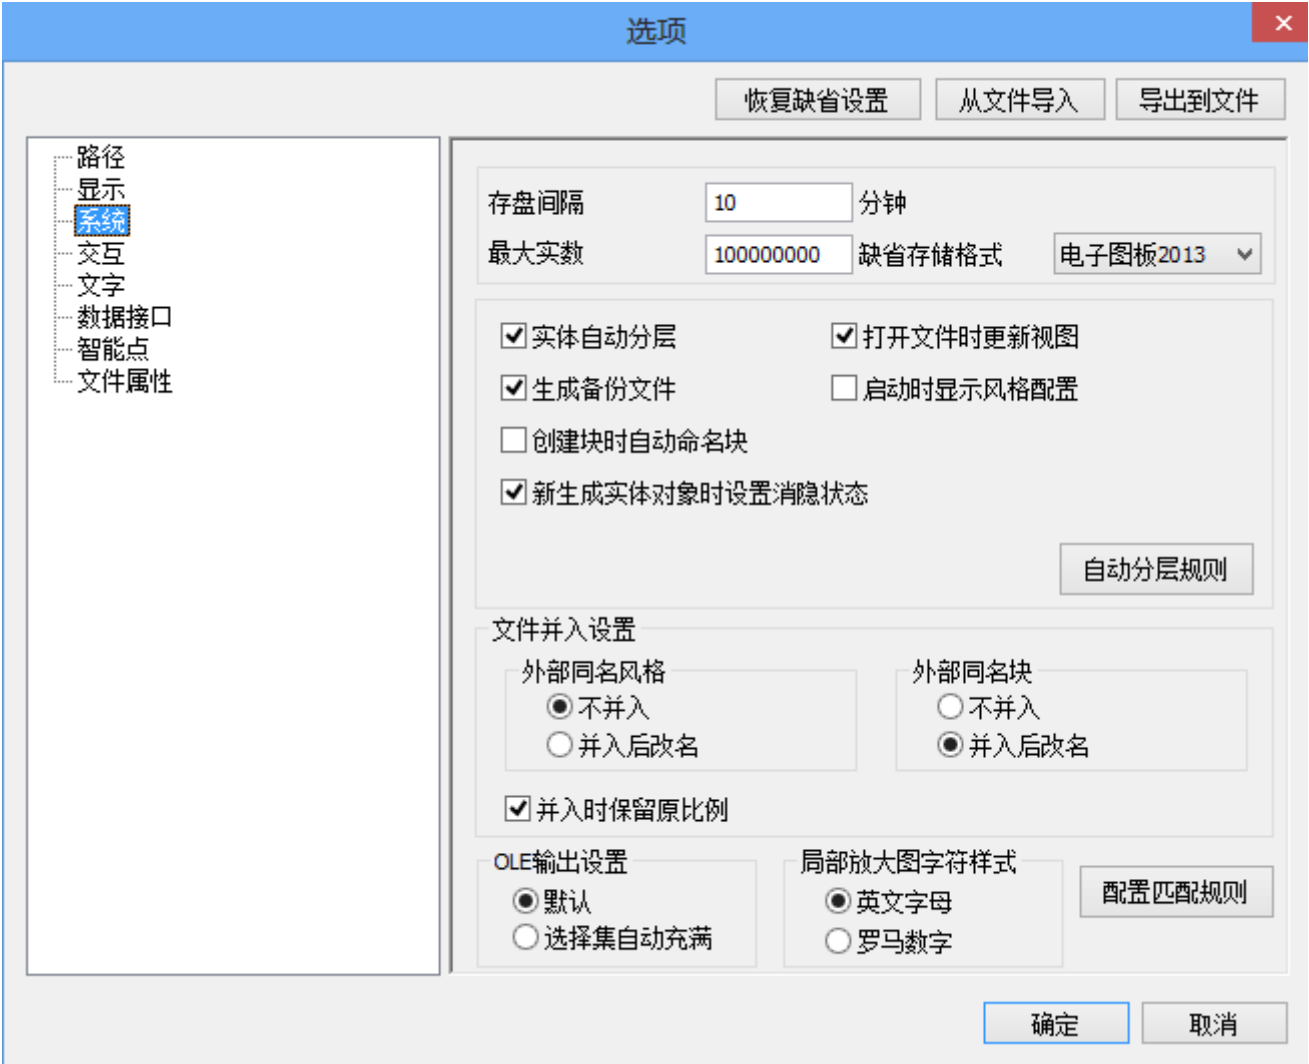 选项
恢复缺省设置 从文件导入 导出到文件
路径
显示
系统
交互
文字
数据接口
智能点
文件属性
存盘间隔 10 分钟
最大实数 100000000 缺省存储格式 电子图板2013
实体自动分层 打开文件时更新视图
生成备份文件 启动时显示风格配置
创建块时自动命名块
新生成实体对象时设置消隐状态
自动分层规则
文件并入设置
外部同名风格 外部同名块
不并入 不并入
并入后改名 并入后改名
并入时保留原比例
OLE输出设置 局部放大图字符样式
默认 英文字母 配置匹配规则
选择集自动充满 罗马数字
确定 取消